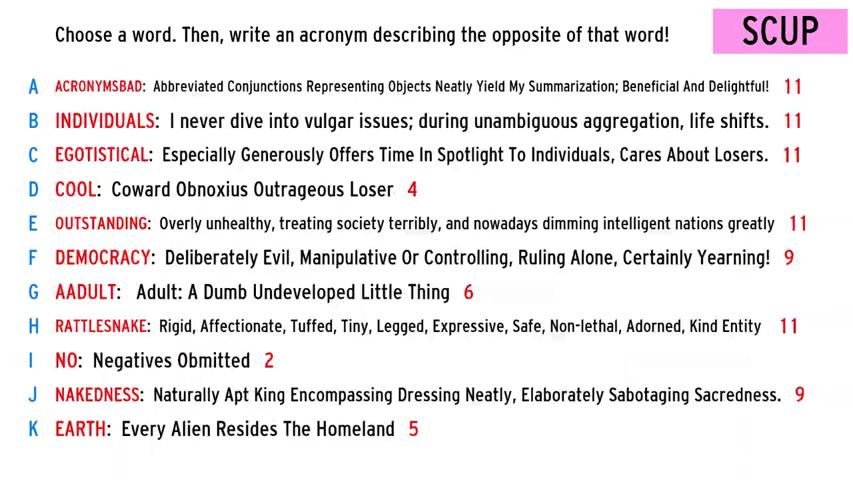 Choose a word. Then, write an acronym describing the opposite of that word!
SCUP
A ACRONYMSBAD: Abbreviated Conjunctions Representing Objects Neatly Yield My Summarization; Beneficial And Delightful! 11
B INDIVIDUALS: I never dive into vulgar issues; during unambiguous aggregation, life shifts. 11
C EGOTISTICAL: Especially Generously Offers Time In Spotlight To Individuals, Cares About Losers. 11
D COOL: Coward Obnoxius Outrageous Loser 4
E OUTSTANDING: Overly unhealthy, treating society terribly, and nowadays dimming intelligent nations greatly 11
F DEMOCRACY: Deliberately Evil, Manipulative Or Controlling, Ruling Alone, Certainly Yearning! 9
G AADULT: Adult: A Dumb Undeveloped Little Thing 6
H RATTLESNAKE: Rigid, Affectionate, Tuffed, Tiny, Legged, Expressive, Safe, Non-lethal, Adorned, Kind Entity 11
I NO: Negatives Obmitted 2
J NAKEDNESS: Naturally Apt King Encompassing Dressing Neatly, Elaborately Sabotaging Sacredness. 9
K EARTH: Every Alien Resides The Homeland 5